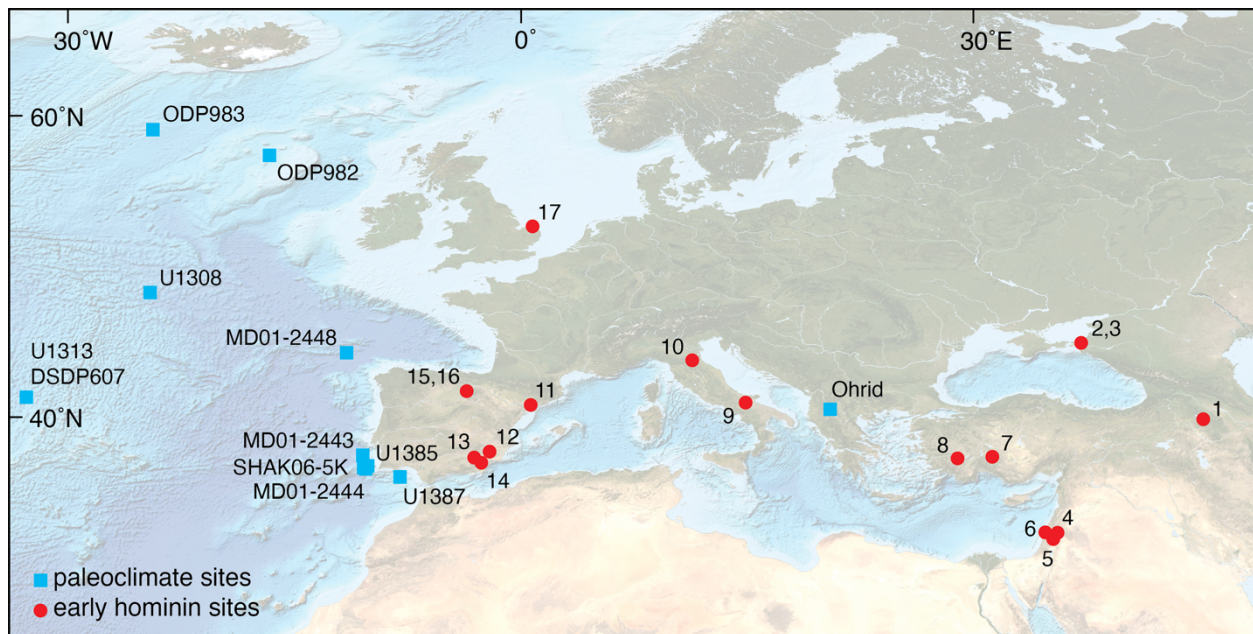 30˚W
0˚
30˚E
60˚N
ODP983
ODP982
17
U1308
MD01-2448
2,3
U1313
DSDP607
10
15,16
11
Ohrid
9
1
40˚N
MD01-2443
U1385
13
12
8
7
SHAK06-5K
MD01-2444
U1387
14
6
4
5
paleoclimate sites
early hominin sites